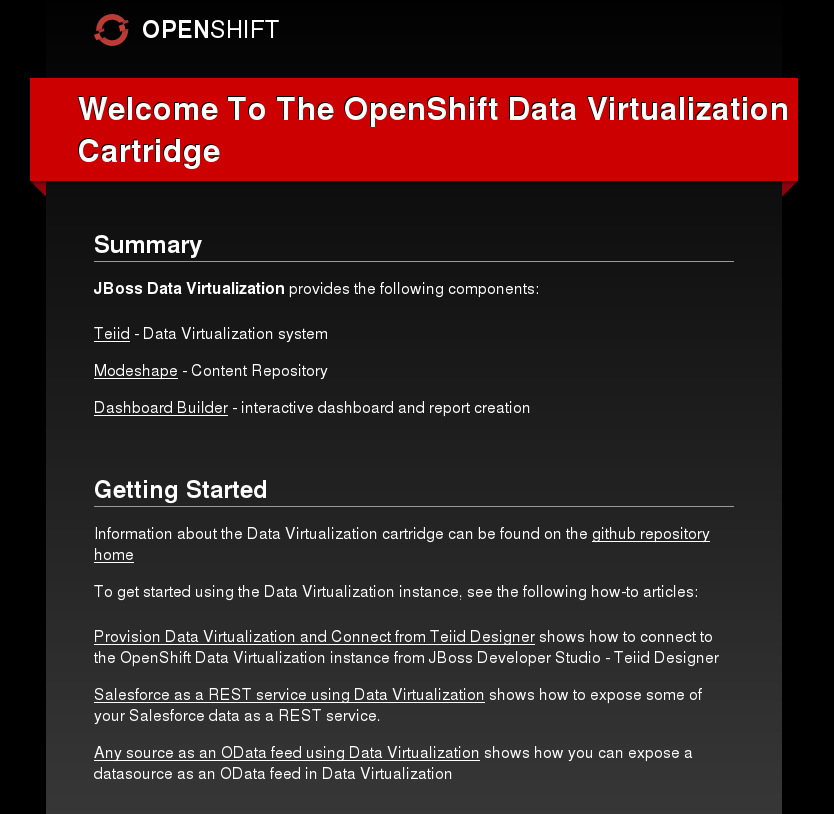 OPENSHIFT
Welcome To The OpenShift Data Virtualization
Cartridge
Summary
JBoss Data Virtualization provides the following components:
Teiid - Data Virtualization system
Modeshape - Content Repository
Dashboard Builder - interactive dashboard and report creation
Getting Started
Information about the Data Virtualization cartridge can be found on the github repository
home
To get started using the Data Virtualization instance, see the following how-to articles:
Provision Data Virtualization and Connect from Teiid Designer shows how to connect to
the OpenShift Data Virtualization instance from JBoss Developer Studio - Teiid Designer
Salesforce as a REST service using Data Virtualization shows how to expose some of
your Salesforce data as a REST service.
Any source as an OData feed using Data Virtualization shows how you can expose a
datasource as an OData feed in Data Virtualization